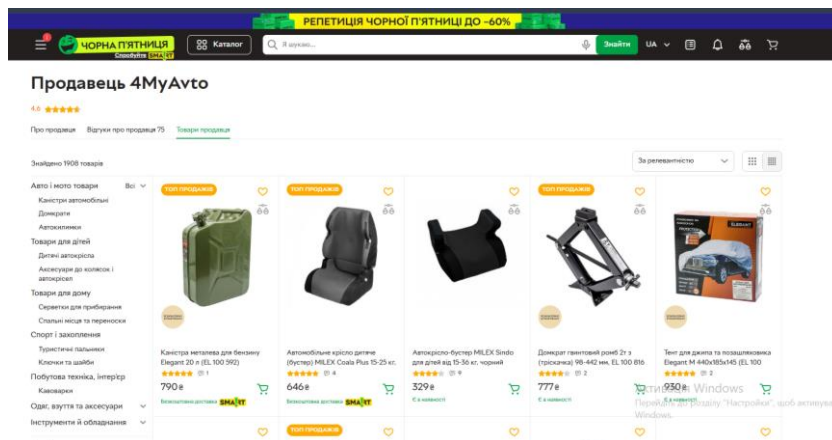 РЕПЕТИЦІЯ ЧОРНОЇ П'ЯТНИЦІ ДО -60%
ЧОРНА П'ЯТНИЦЯ
Спробуйте SMART
Каталог
Я шукаю...
Знайти
UA
Продавець 4MyAvto
4,6
Про продавця
Відгуки про продавця 75
Товари продавця
Знайдено 1908 товарів
За релевантністю
Авто і мото товари
Всі
Каністри автомобільні
Домкрати
Автокилимки
Товари для дітей
Дитячі автокрісла
Аксесуари до колясок і
автокрісел
Товари для дому
Серветки для прибирання
Спальні місця та переноски
Спорт і захоплення
Туристичні пальники
Ключки та шайби
Побутова техніка, інтер'єр
Кавоварки
Одяг, взуття та аксесуари
Інструменти й обладнання
ТОП ПРОДАЖІВ
Каністра металева для бензину
Elegant 20 л (EL 100 592)
1
790₴
Безкоштовна доставка SMART
ТОП ПРОДАЖІВ
Автомобільне крісло дитяче
(бустер) MILEX Coala Plus 15-25 кг.
4
646₴
Безкоштовна доставка SMART
Автокрісло-бустер MILEX Sindo
для дітей від 15-36 кг, чорний
9
329₴
Є в наявності
ТОП ПРОДАЖІВ
Домкрат гвинтовий ромб 2т з
(тріскачка) 98-442 мм, EL 100 816
2
777₴
Є в наявності
ELEGANT
Тент для джипа та позашляховика
Elegant М 440х185х145 (EL 100
2
930₴
Є в наявності
Активація Windows
Перейдіть до розділу "Настройки", щоб активува
Windows.
ТОП ПРОДАЖІВ